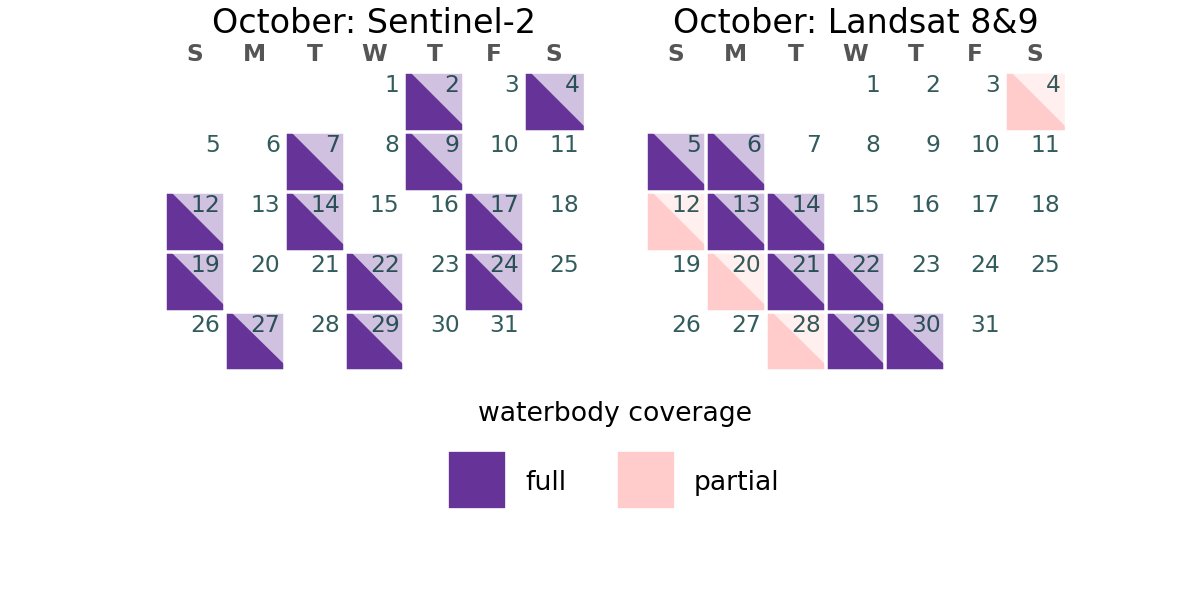 October: Sentinel-2
S M T W T F S
1 2 3 4
5 6 7 8 9 10 11
12 13 14 15 16 17 18
19 20 21 22 23 24 25
26 27 28 29 30 31
October: Landsat 8&9
S M T W T F S
1 2 3 4
5 6 7 8 9 10 11
12 13 14 15 16 17 18
19 20 21 22 23 24 25
26 27 28 29 30 31
waterbody coverage
full partial